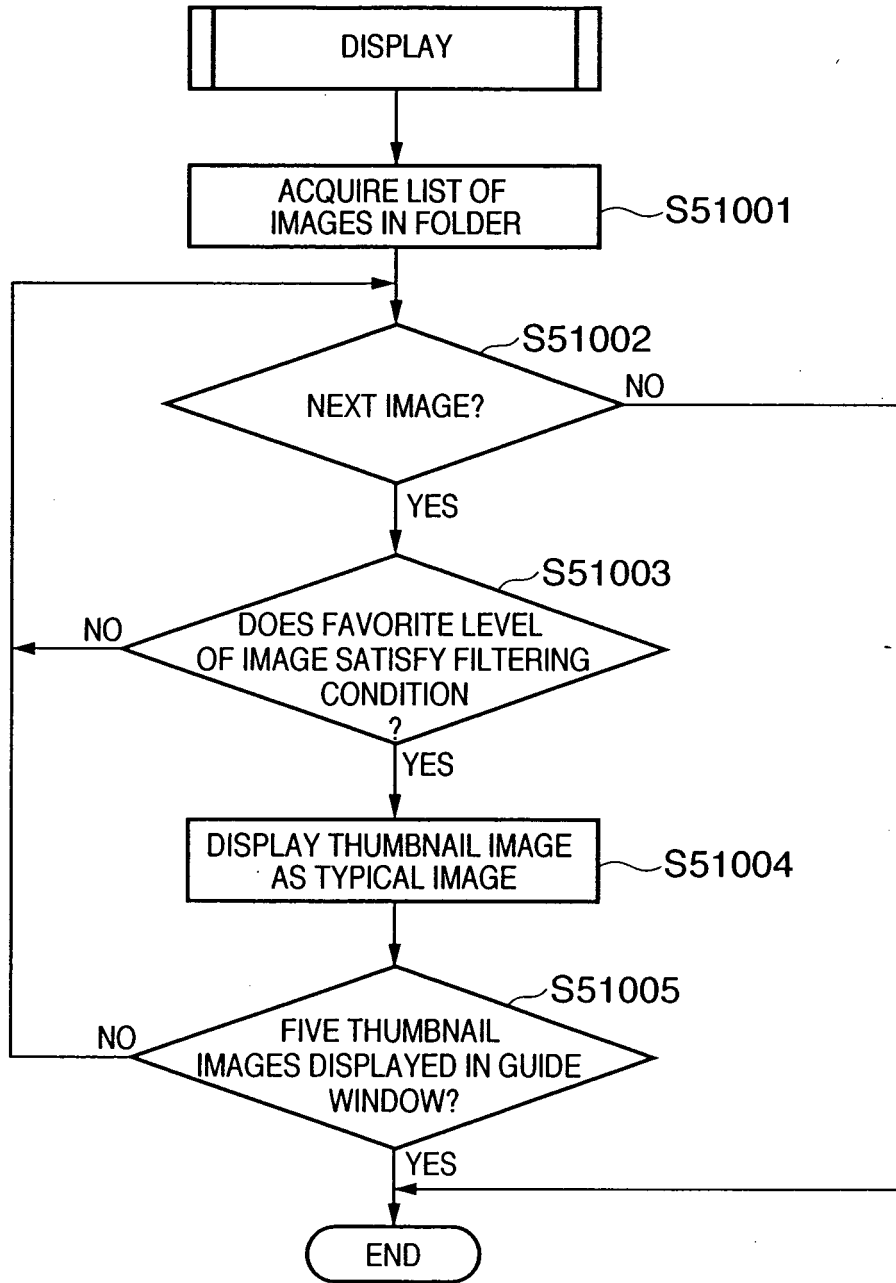 DISPLAY
ACQUIRE LIST OF
IMAGES IN FOLDER
S51001
S51002
NEXT IMAGE?
NO
YES
S51003
NO
DOES FAVORITE LEVEL
OF IMAGE SATISFY FILTERING
CONDITION
?
YES
DISPLAY THUMBNAIL IMAGE
AS TYPICAL IMAGE
S51004
S51005
NO
FIVE THUMBNAIL
IMAGES DISPLAYED IN GUIDE
WINDOW?
YES
END